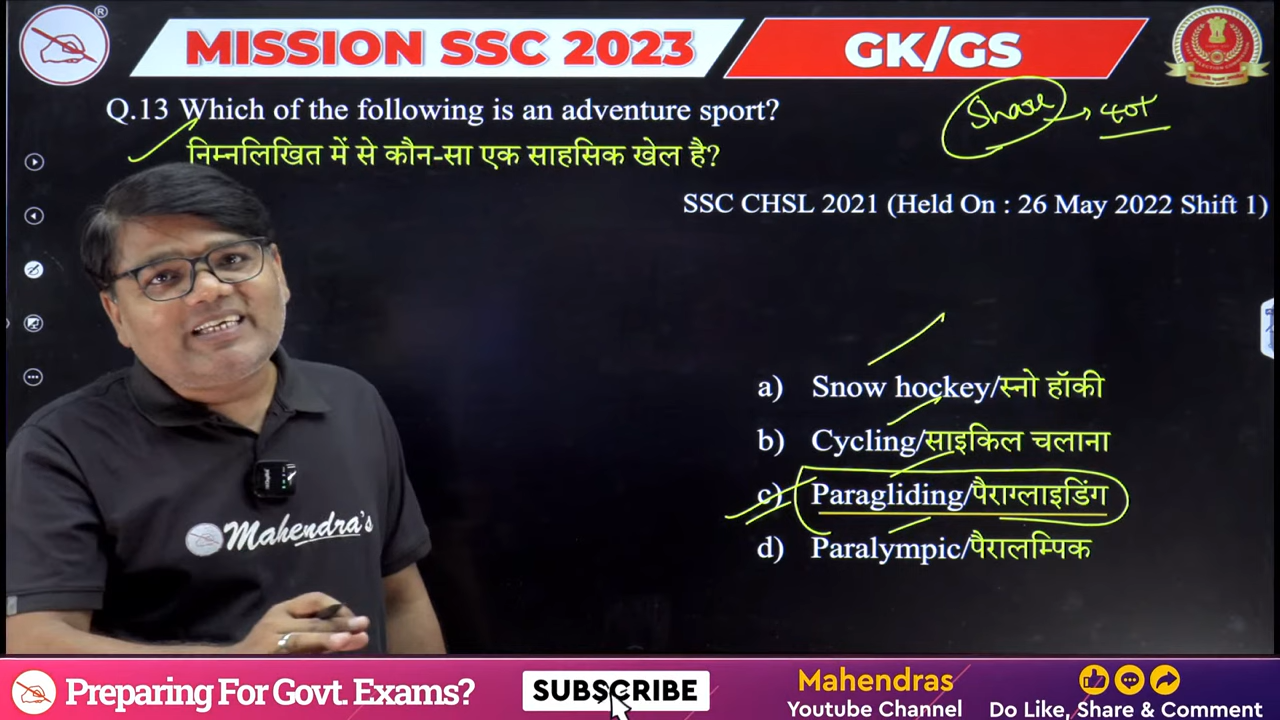 ®
MISSION SSC 2023
GK/GS
Q.13 Which of the following is an adventure sport?
Share
निम्नलिखित में से कौन-सा एक साहसिक खेल है?
SSC CHSL 2021 (Held On : 26 May 2022 Shift 1)
a) Snow hockey/स्नो हॉकी
b) Cycling/साइकिल चलाना
c) Paragliding/पैराग्लाइडिंग
d) Paralympic/पैरालम्पिक
Mahendra's
Preparing For Govt. Exams?
SUBSCRIBE
Mahendras
Youtube Channel
Do Like, Share & Comment